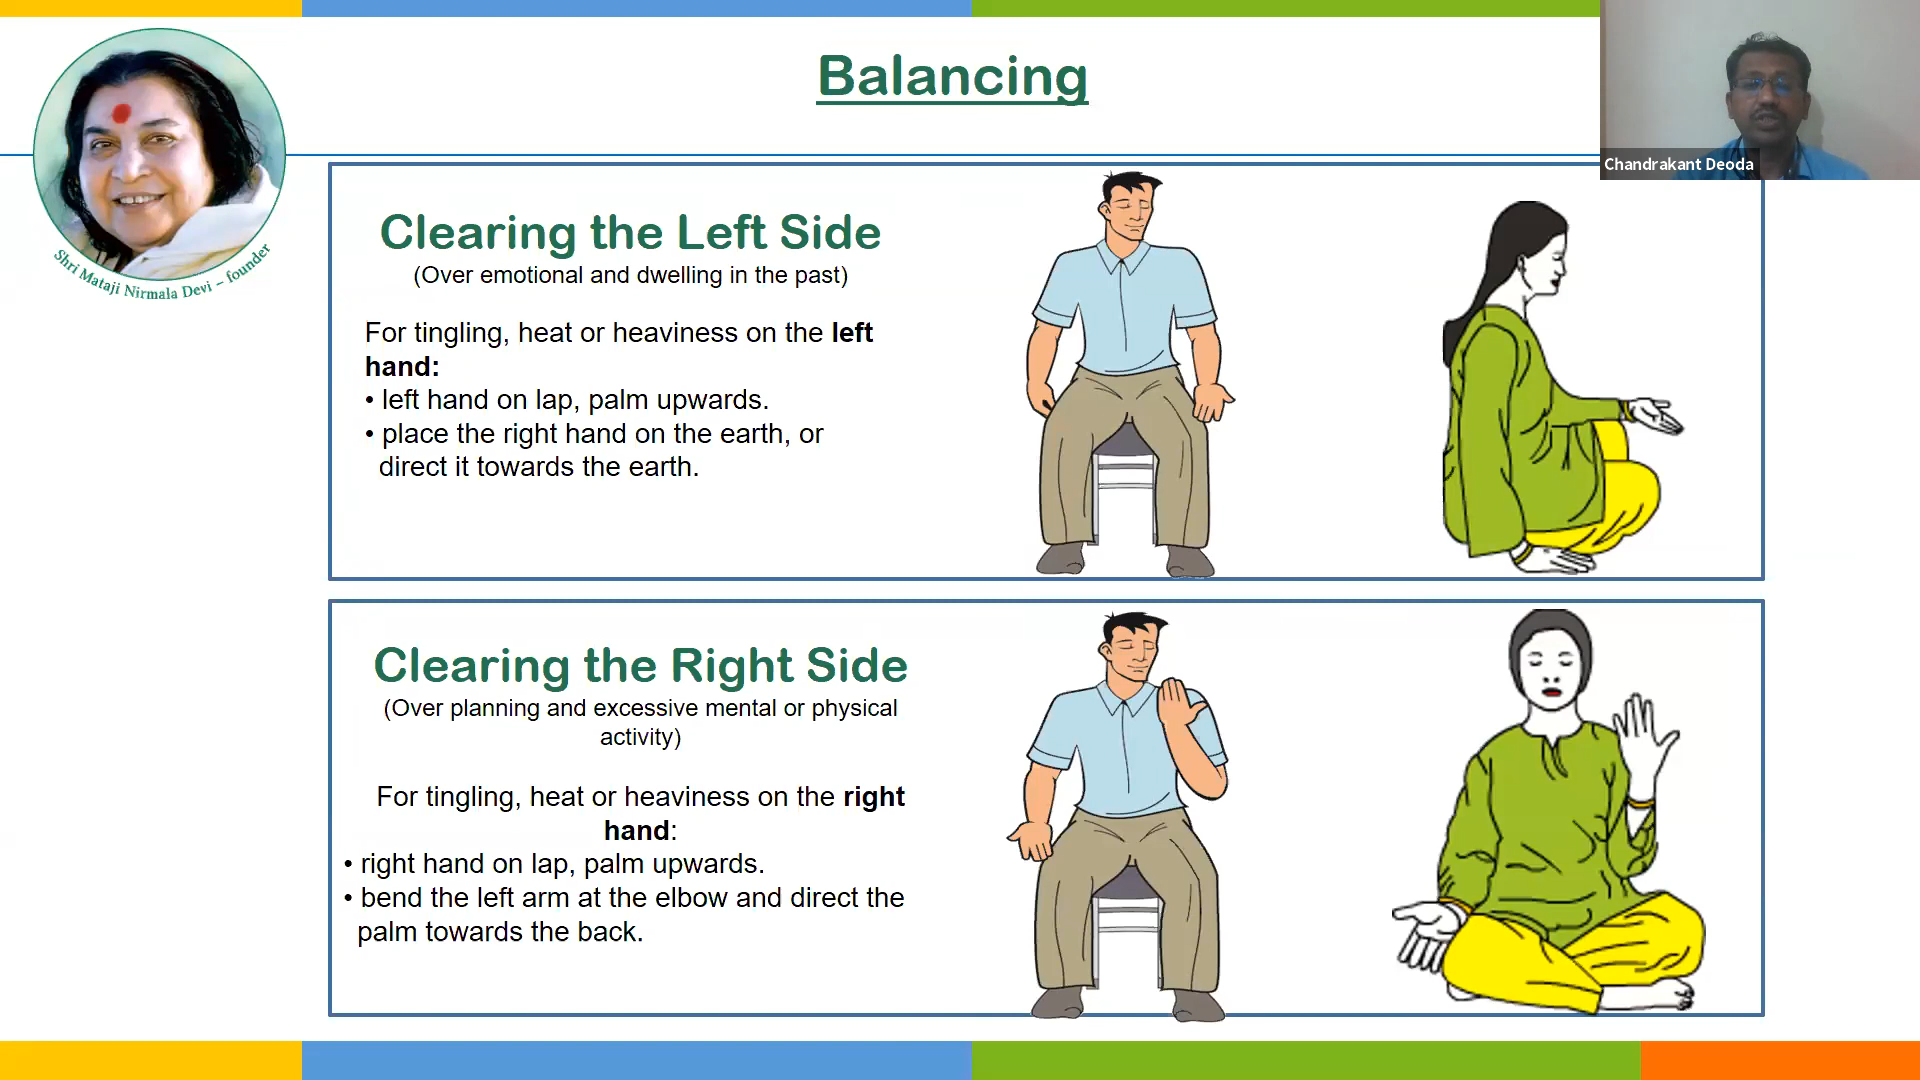 Balancing
Chandrakant Deoda
Shri Mataji Nirmala Devi – founder
Clearing the Left Side
(Over emotional and dwelling in the past)
For tingling, heat or heaviness on the left
hand:
• left hand on lap, palm upwards.
• place the right hand on the earth, or
direct it towards the earth.
Clearing the Right Side
(Over planning and excessive mental or physical
activity)
For tingling, heat or heaviness on the right
hand:
• right hand on lap, palm upwards.
• bend the left arm at the elbow and direct the
palm towards the back.